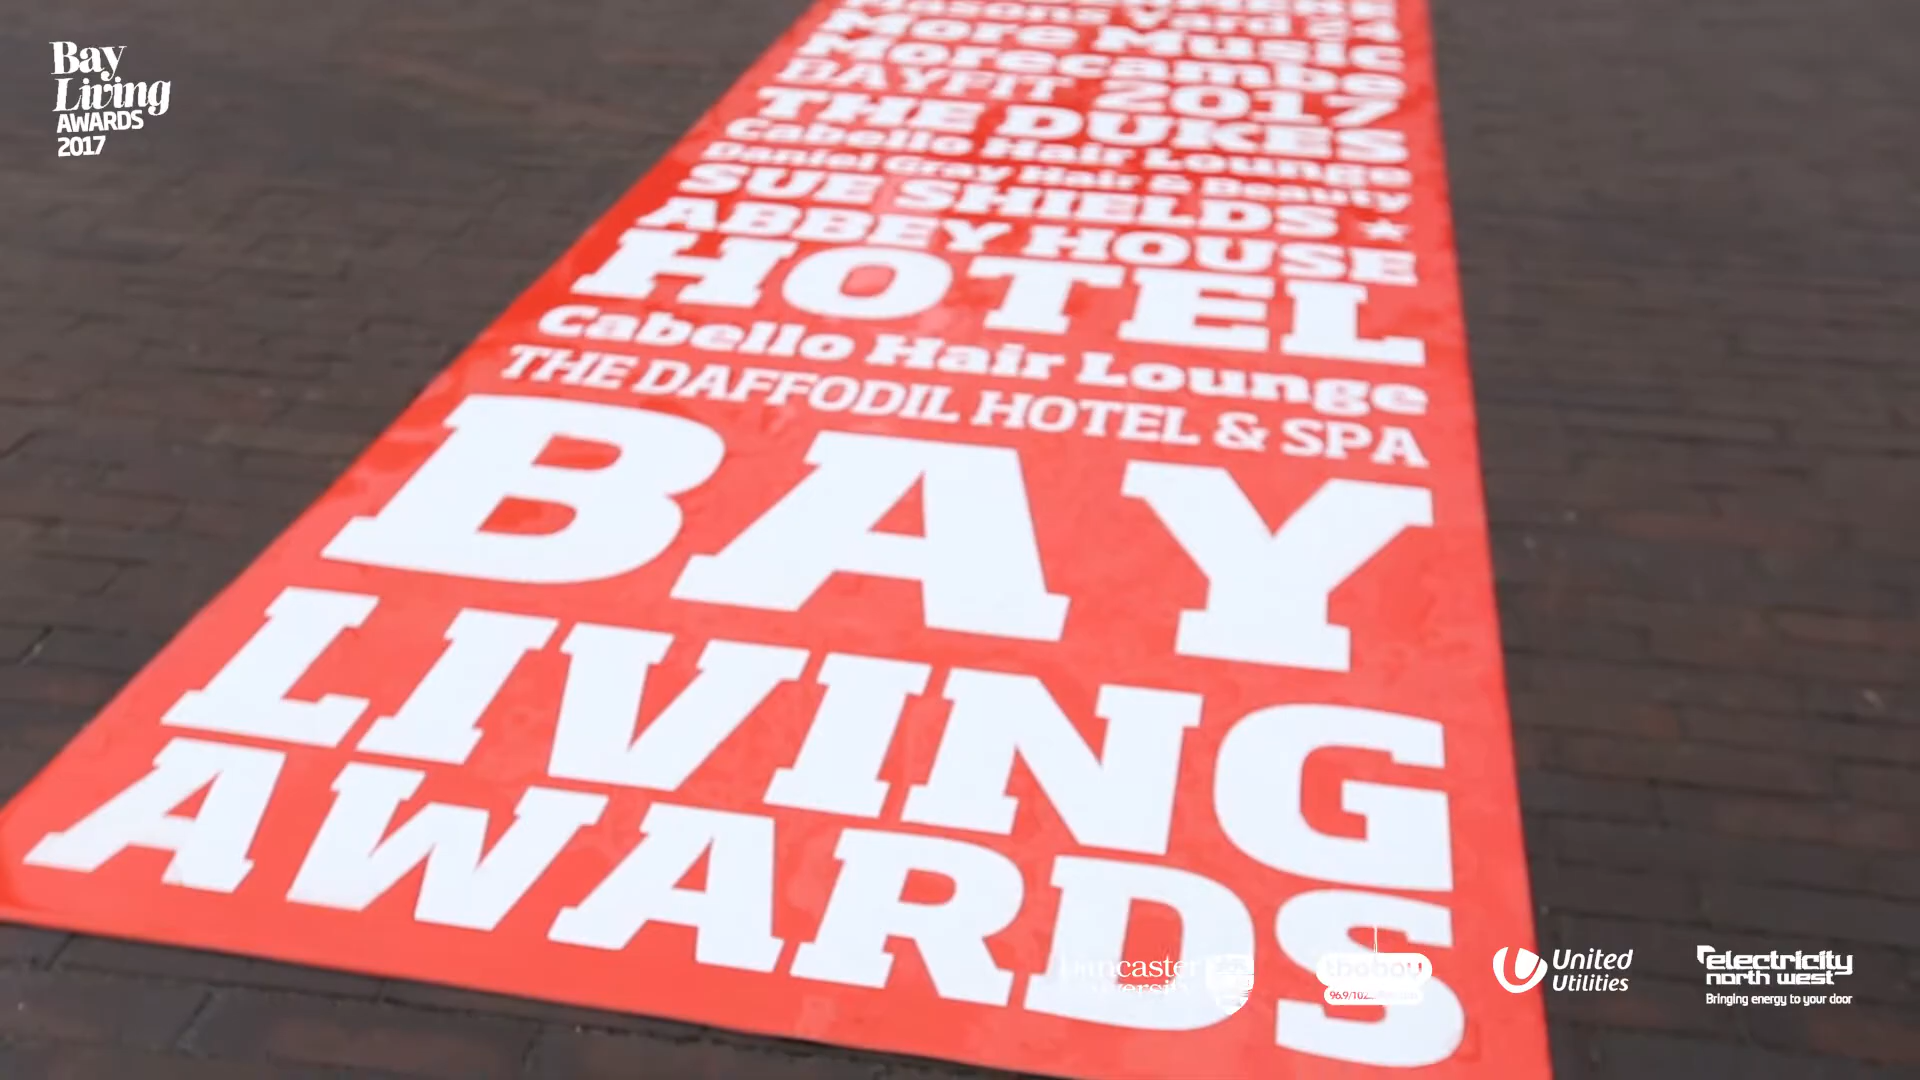 Bay
Living
AWARDS
2017
Masons Yard
More Music
Morecambe
BAYFIT 2017
THE DUKES
Cabello Hair Lounge
Daniel Gray Hair & Beauty
SUE SHIELDS ★
ABBEY HOUSE
HOTEL
Cabello Hair Lounge
THE DAFFODIL HOTEL & SPA
BAY
LIVING
AWARDS
United
Utilities
electricity
north west
Bringing energy to your door